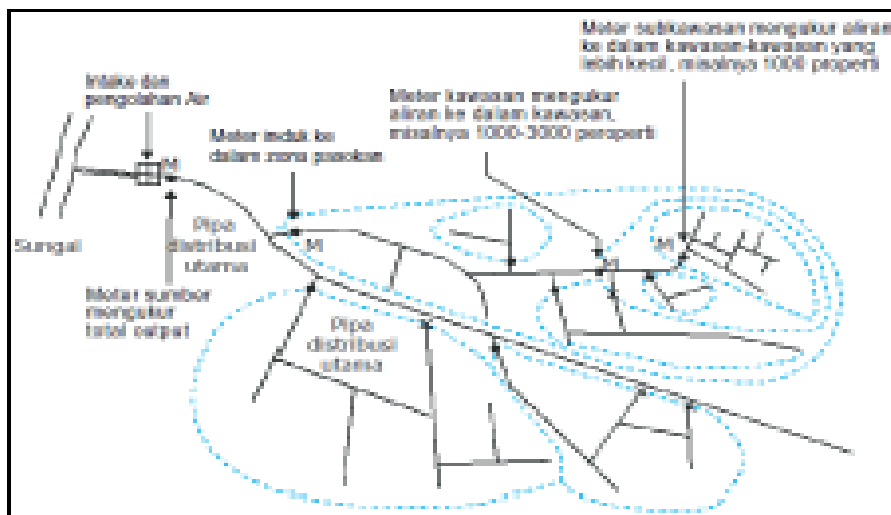 Meter subkawasan mengukur aliran
ke dalam kawasan-kawasan yang
lebih kecil, misalnya 1000 properti
Intake dan
pengolahan Air
Meter kawasan mengukur
aliran ke dalam kawasan,
misalnya 1000-3000 peroperti
Meter induk ke
dalam zona pasokan
M
Sungai
Pipa
distribusi
utama
M
M
M
Meter sumber
mengukur
total output
Pipa
distribusi
utama